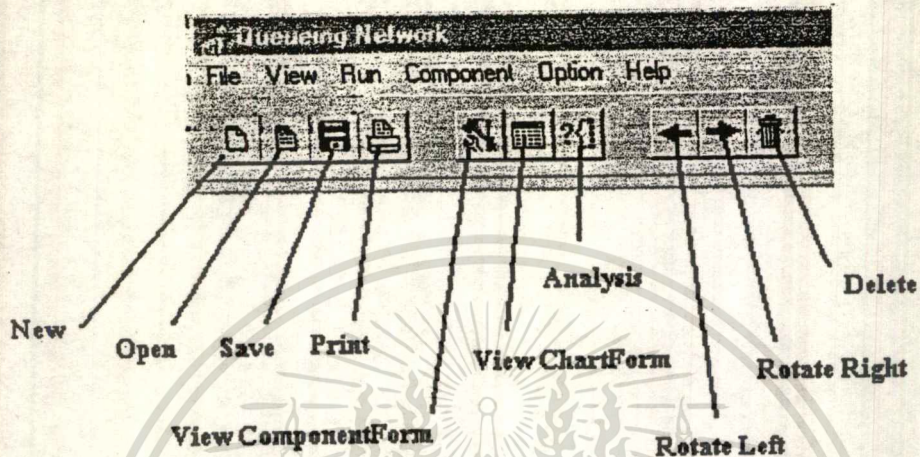 Queueing Network
File View Run Component Option Help
?{}
Analysis
Delete
New
Open
Save
Print
View ChartForm
Rotate Right
View ComponentForm
Rotate Left